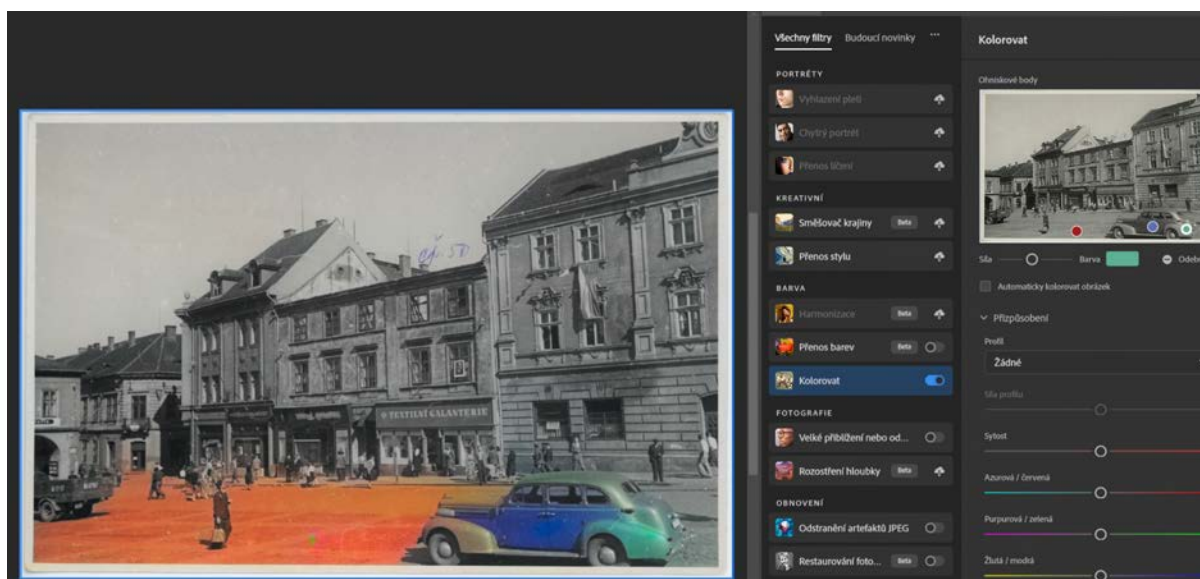 Všechny filtry
Budoucí novinky
...
PORTRÉTY
Vyhlazení pleti
Chytrý portrét
Přenos líčení
KREATIVNÍ
Směšovač krajiny Beta
Přenos stylu
BARVA
Harmonizace Beta
Přenos barev Beta
Kolorovat
FOTOGRAFIE
Velké přiblížení nebo od...
Rozostření hloubky Beta
OBNOVENÍ
Odstranění artefaktů JPEG
Restaurování foto... Beta
Kolorovat
Ohniskové body
Síla
Barva
Odebr
Automaticky kolorovat obrázek
Přizpůsobení
Profil
Žádné
Síla profilu
Sytost
Azurová / červená
Purpurová / zelená
Žlutá / modrá
čp. 50
TEXTILNÍ GALANTERIE